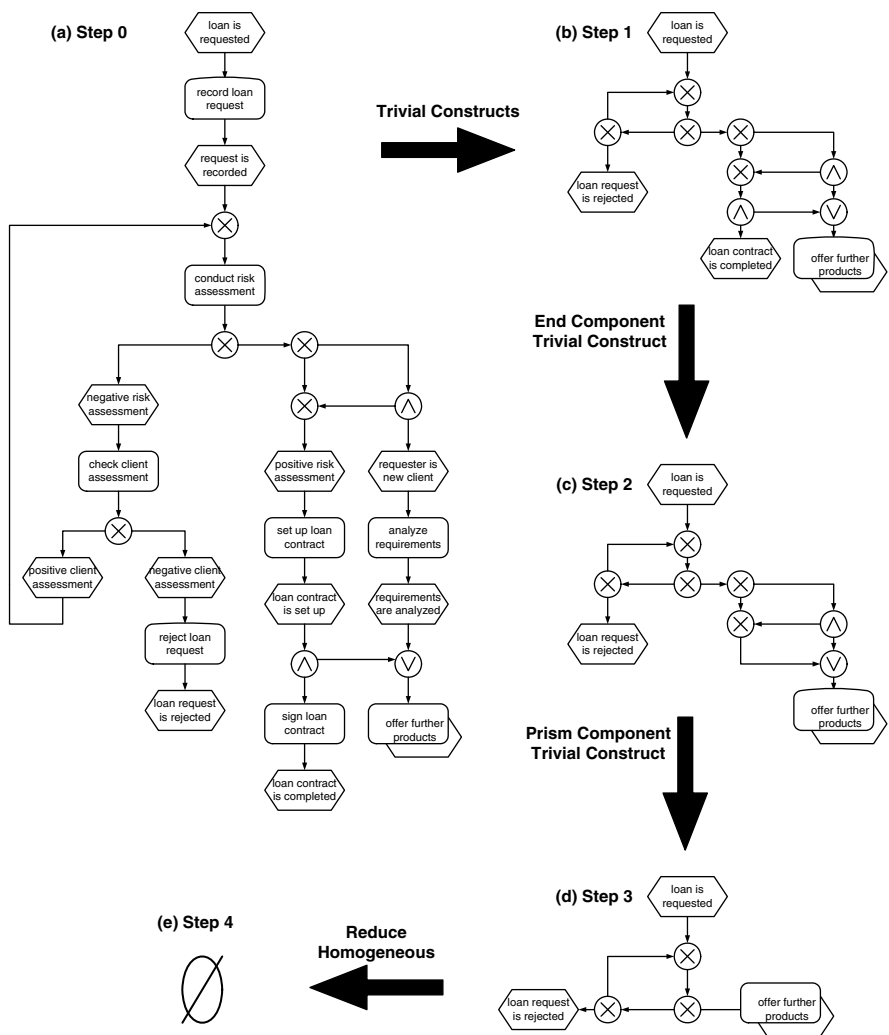 (a) Step 0
loan is
requested
record loan
request
request is
recorded
conduct risk
assessment
negative risk
assessment
check client
assessment
positive client
assessment
negative client
assessment
reject loan
request
loan request
is rejected
positive risk
assessment
set up loan
contract
loan contract
is set up
sign loan
contract
loan contract
is completed
requester is
new client
analyze
requirements
requirements
are analyzed
offer further
products
Trivial Constructs
(b) Step 1
loan is
requested
loan request
is rejected
loan contract
is completed
offer further
products
End Component
Trivial Construct
(c) Step 2
loan is
requested
loan request
is rejected
offer further
products
Prism Component
Trivial Construct
(d) Step 3
loan is
requested
loan request
is rejected
offer further
products
Reduce
Homogeneous
(e) Step 4